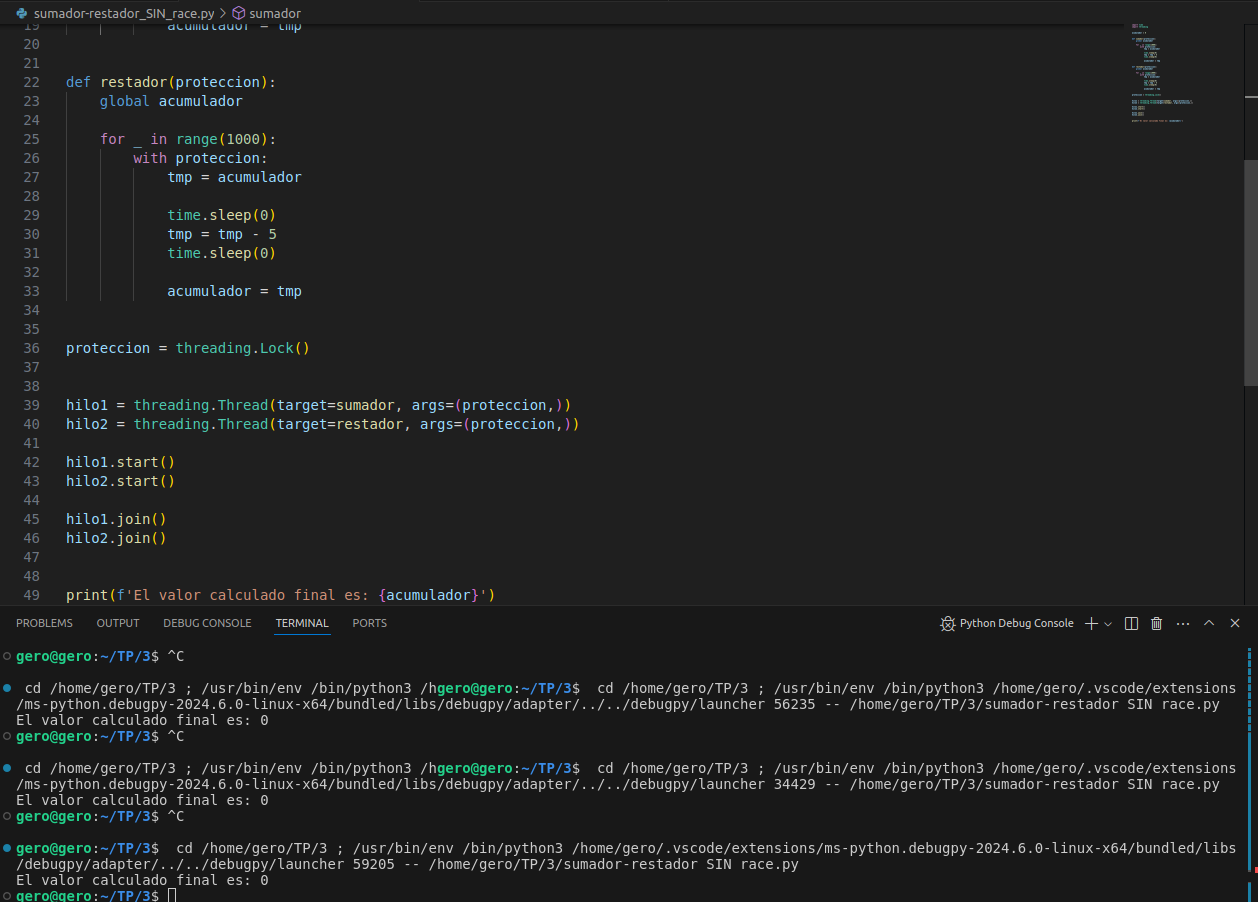 sumador-restador_SIN_race.py > sumador
19 acumulador = tmp
20
21
22 def restador(proteccion):
23 global acumulador
24
25 for _ in range(1000):
26 with proteccion:
27 tmp = acumulador
28
29 time.sleep(0)
30 tmp = tmp - 5
31 time.sleep(0)
32
33 acumulador = tmp
34
35
36 proteccion = threading.Lock()
37
38
39 hilo1 = threading.Thread(target=sumador, args=(proteccion,))
40 hilo2 = threading.Thread(target=restador, args=(proteccion,))
41
42 hilo1.start()
43 hilo2.start()
44
45 hilo1.join()
46 hilo2.join()
47
48
49 print(f'El valor calculado final es: {acumulador}')
PROBLEMS OUTPUT DEBUG CONSOLE TERMINAL PORTS Python Debug Console
gero@gero:~/TP/3$ ^C
cd /home/gero/TP/3 ; /usr/bin/env /bin/python3 /hgero@gero:~/TP/3$  cd /home/gero/TP/3 ; /usr/bin/env /bin/python3 /home/gero/.vscode/extensions
/ms-python.debugpy-2024.6.0-linux-x64/bundled/libs/debugpy/adapter/../../debugpy/launcher 56235 -- /home/gero/TP/3/sumador-restador SIN race.py
El valor calculado final es: 0
gero@gero:~/TP/3$ ^C
cd /home/gero/TP/3 ; /usr/bin/env /bin/python3 /hgero@gero:~/TP/3$  cd /home/gero/TP/3 ; /usr/bin/env /bin/python3 /home/gero/.vscode/extensions
/ms-python.debugpy-2024.6.0-linux-x64/bundled/libs/debugpy/adapter/../../debugpy/launcher 34429 -- /home/gero/TP/3/sumador-restador SIN race.py
El valor calculado final es: 0
gero@gero:~/TP/3$ ^C
gero@gero:~/TP/3$  cd /home/gero/TP/3 ; /usr/bin/env /bin/python3 /home/gero/.vscode/extensions/ms-python.debugpy-2024.6.0-linux-x64/bundled/libs
/debugpy/adapter/../../debugpy/launcher 59205 -- /home/gero/TP/3/sumador-restador SIN race.py
El valor calculado final es: 0
gero@gero:~/TP/3$